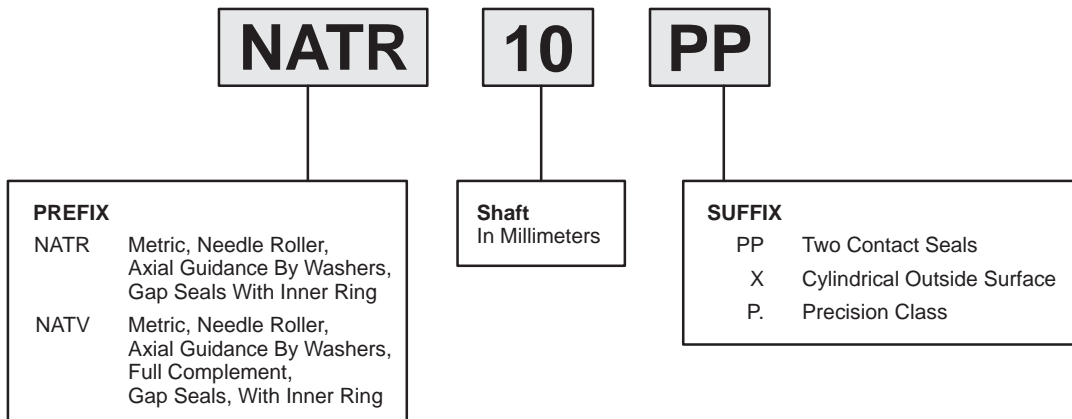 NATR 10 PP
PREFIX
NATR Metric, Needle Roller,
Axial Guidance By Washers,
Gap Seals With Inner Ring
NATV Metric, Needle Roller,
Axial Guidance By Washers,
Full Complement,
Gap Seals, With Inner Ring
Shaft
In Millimeters
SUFFIX
PP Two Contact Seals
X Cylindrical Outside Surface
P. Precision Class